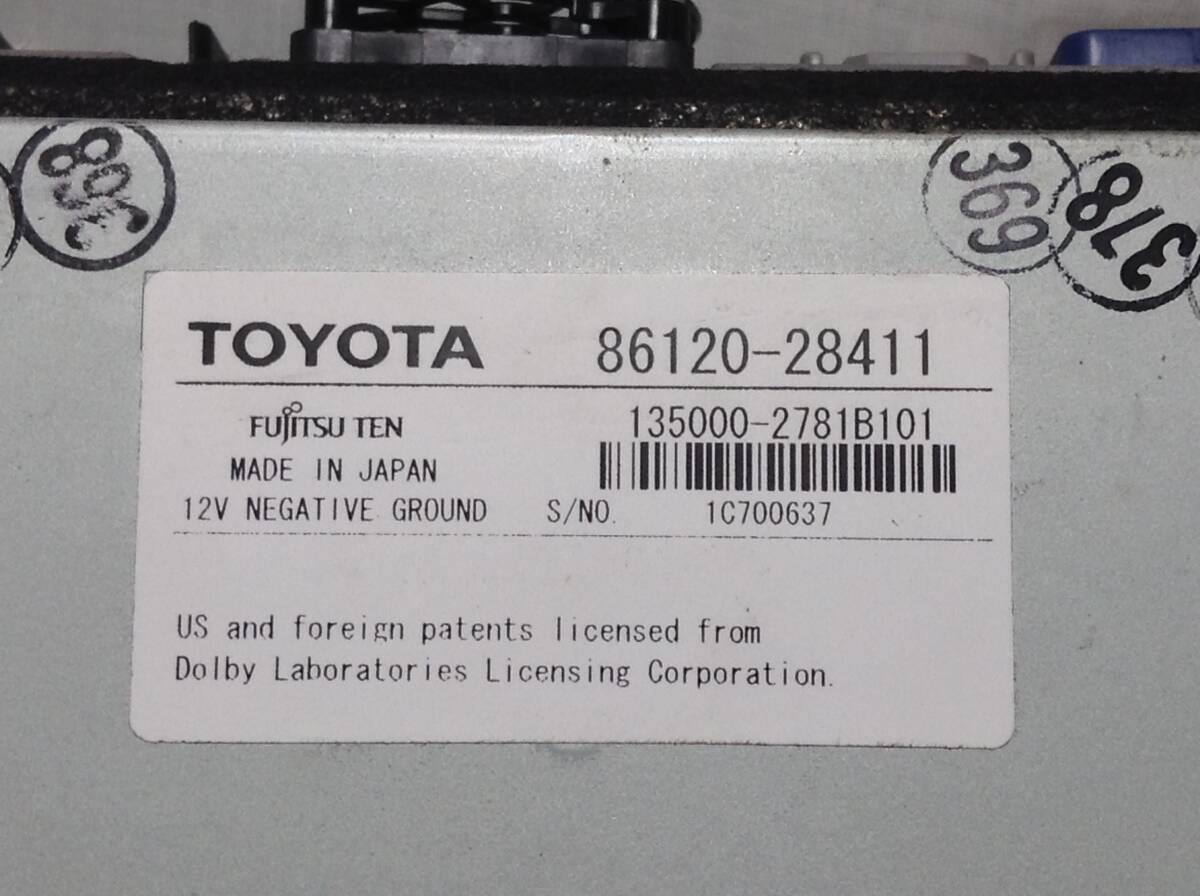 368
369
378
TOYOTA 86120-28411
FUJITSU TEN 135000-2781B101
MADE IN JAPAN
12V NEGATIVE GROUND S/NO. 1C700637
US and foreign patents licensed from
Dolby Laboratories Licensing Corporation.